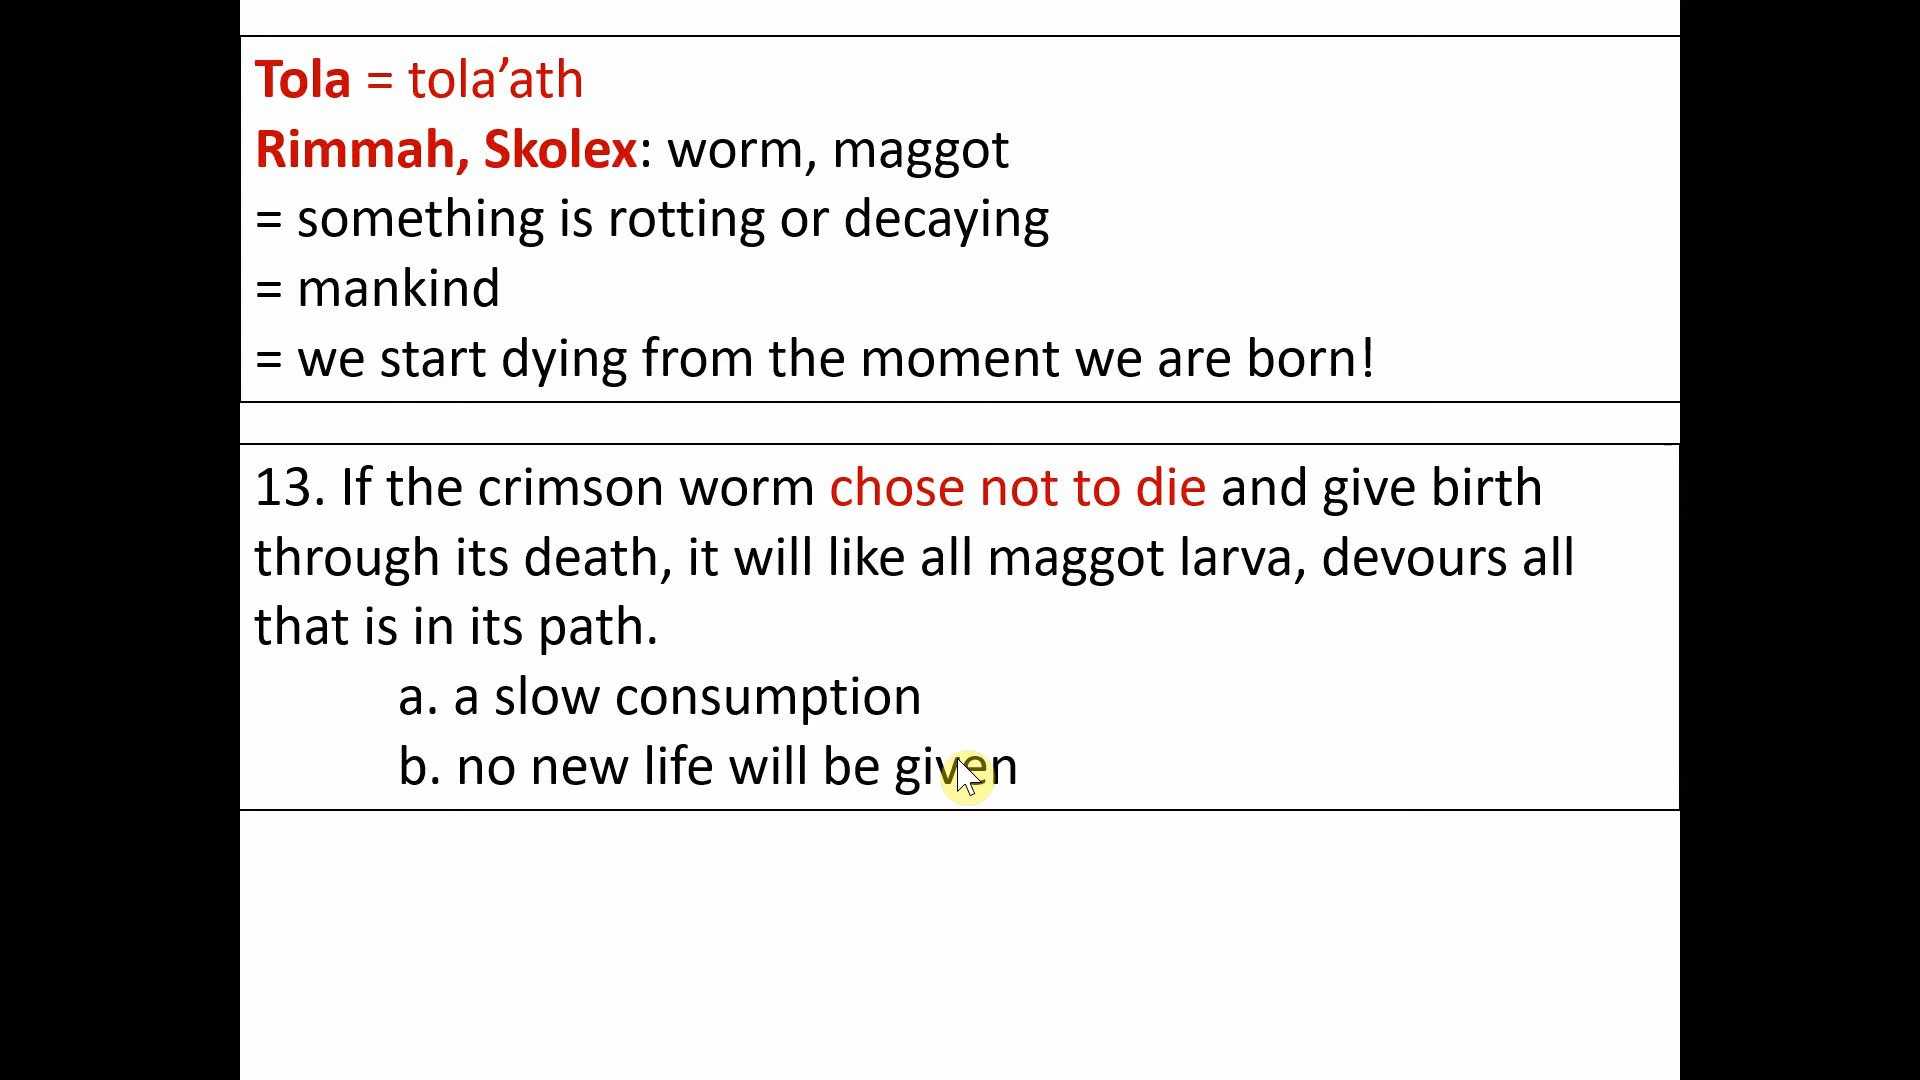 Tola = tola’ath
Rimmah, Skolex: worm, maggot
= something is rotting or decaying
= mankind
= we start dying from the moment we are born!
13. If the crimson worm chose not to die and give birth
through its death, it will like all maggot larva, devours all
that is in its path.
a. a slow consumption
b. no new life will be given